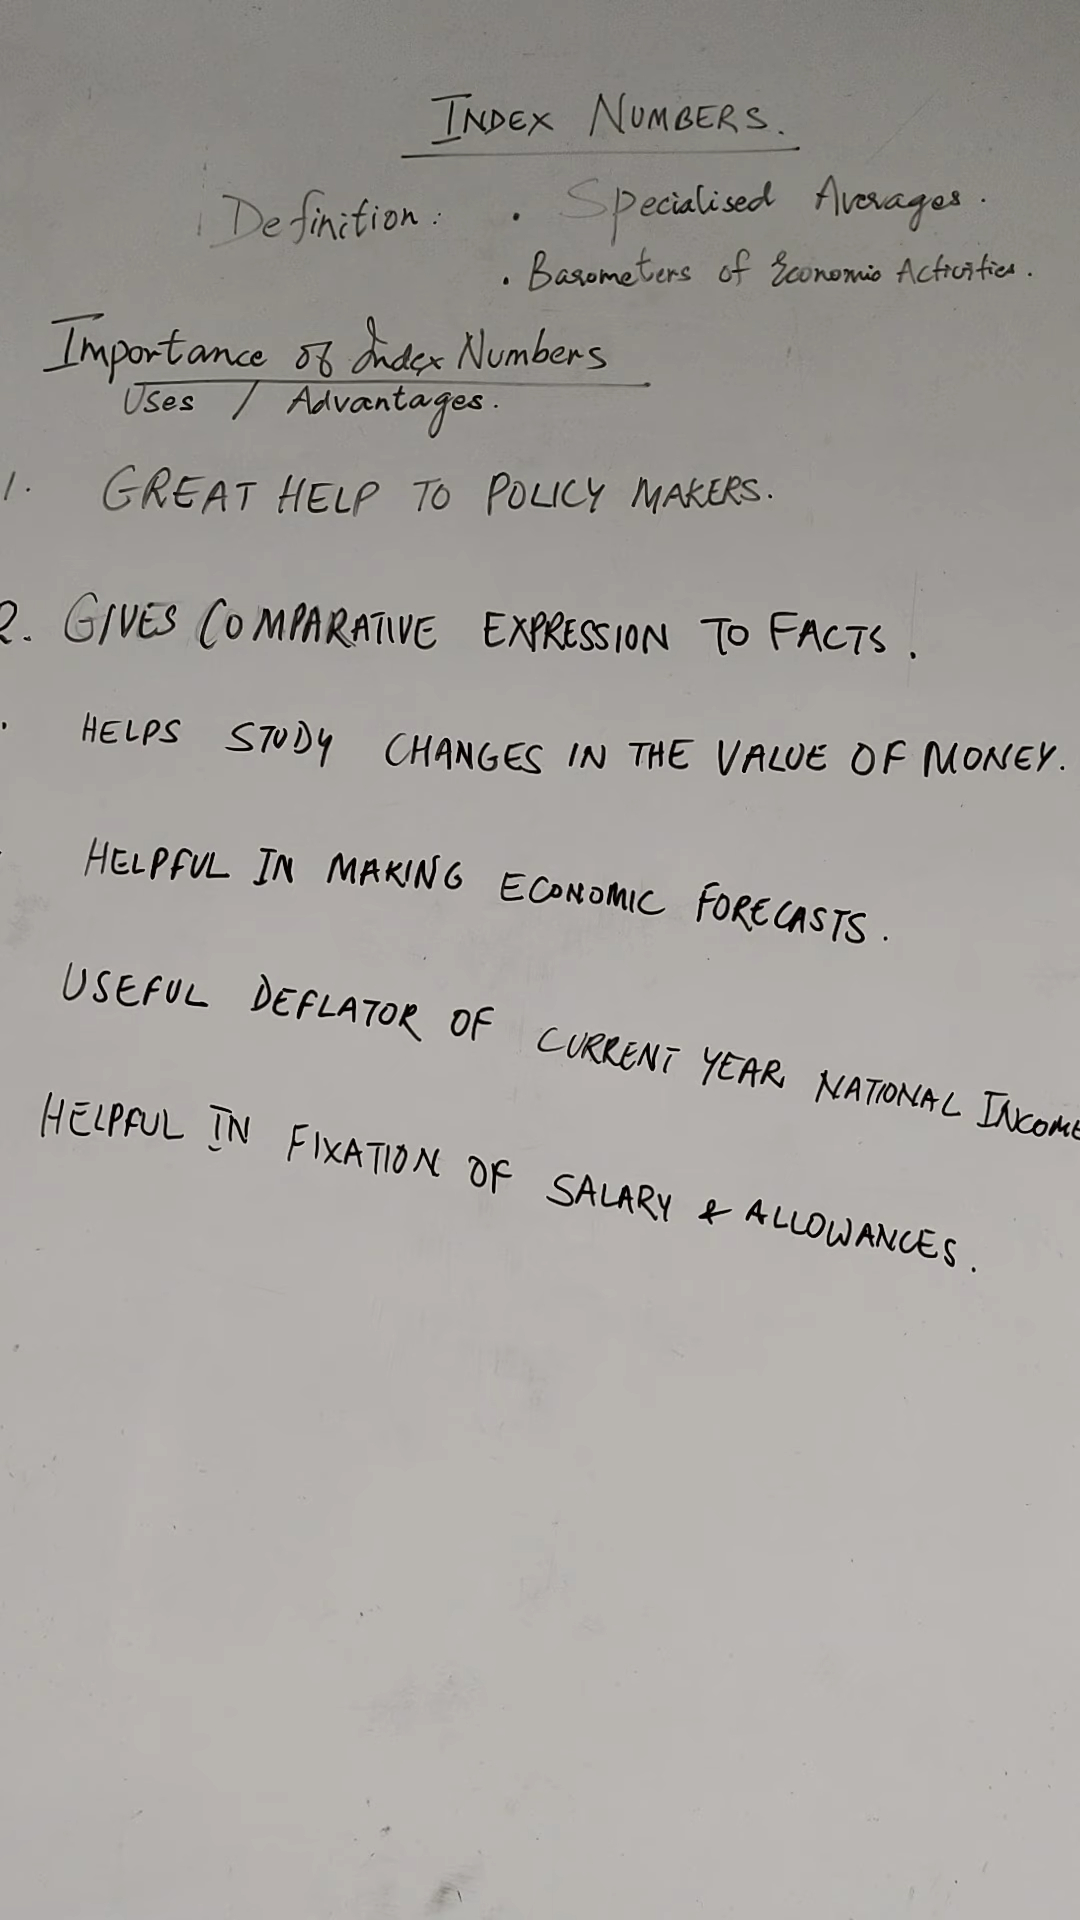 INDEX NUMBERS.
Definition: • Specialised Averages.
• Barometers of Economic Activities.
Importance of Index Numbers
Uses / Advantages.
1. GREAT HELP TO POLICY MAKERS.
2. GIVES COMPARATIVE EXPRESSION TO FACTS.
HELPS STUDY CHANGES IN THE VALUE OF MONEY.
HELPFUL IN MAKING ECONOMIC FORECASTS.
USEFUL DEFLATOR OF CURRENT YEAR NATIONAL INCOME
HELPFUL IN FIXATION OF SALARY & ALLOWANCES.